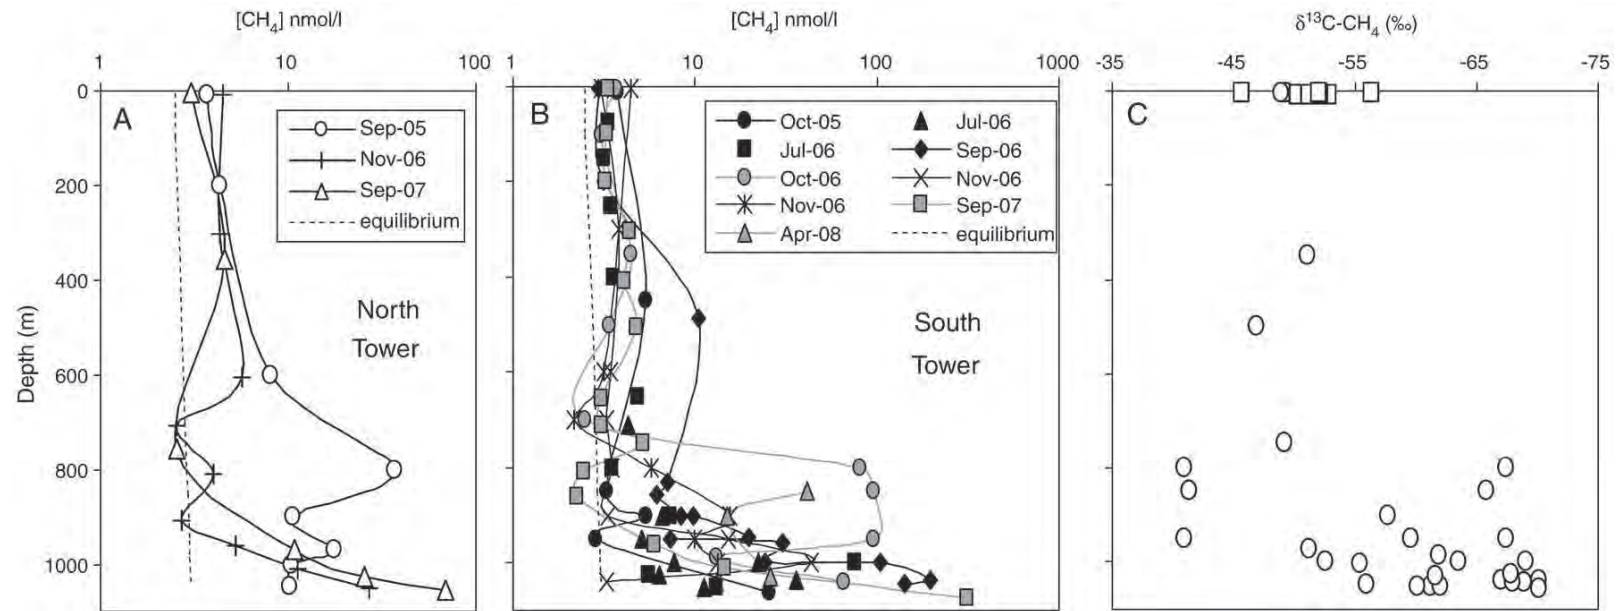 [CH4] nmol/l
[CH4] nmol/l
δ13C-CH4 (‰)
1 10 100
1 10 100 1000
-35 -45 -55 -65 -75
0
200
400
600
800
1000
Depth (m)
A
Sep-05
Nov-06
Sep-07
equilibrium
North
Tower
B
Oct-05 Jul-06
Jul-06 Sep-06
Oct-06 Nov-06
Nov-06 Sep-07
Apr-08 equilibrium
South
Tower
C